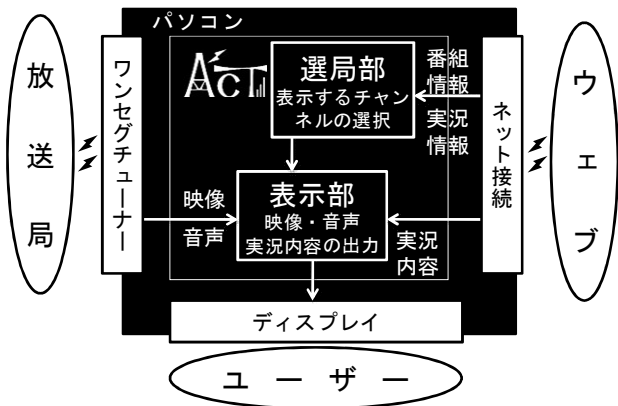 パソコン
放送局
ワンセグチューナー
AcTi
選局部
表示するチャン
ネルの選択
番組
情報
実況
情報
ネット接続
ウェブ
映像
音声
表示部
映像・音声
実況内容の出力
実況
内容
ディスプレイ
ユーザー